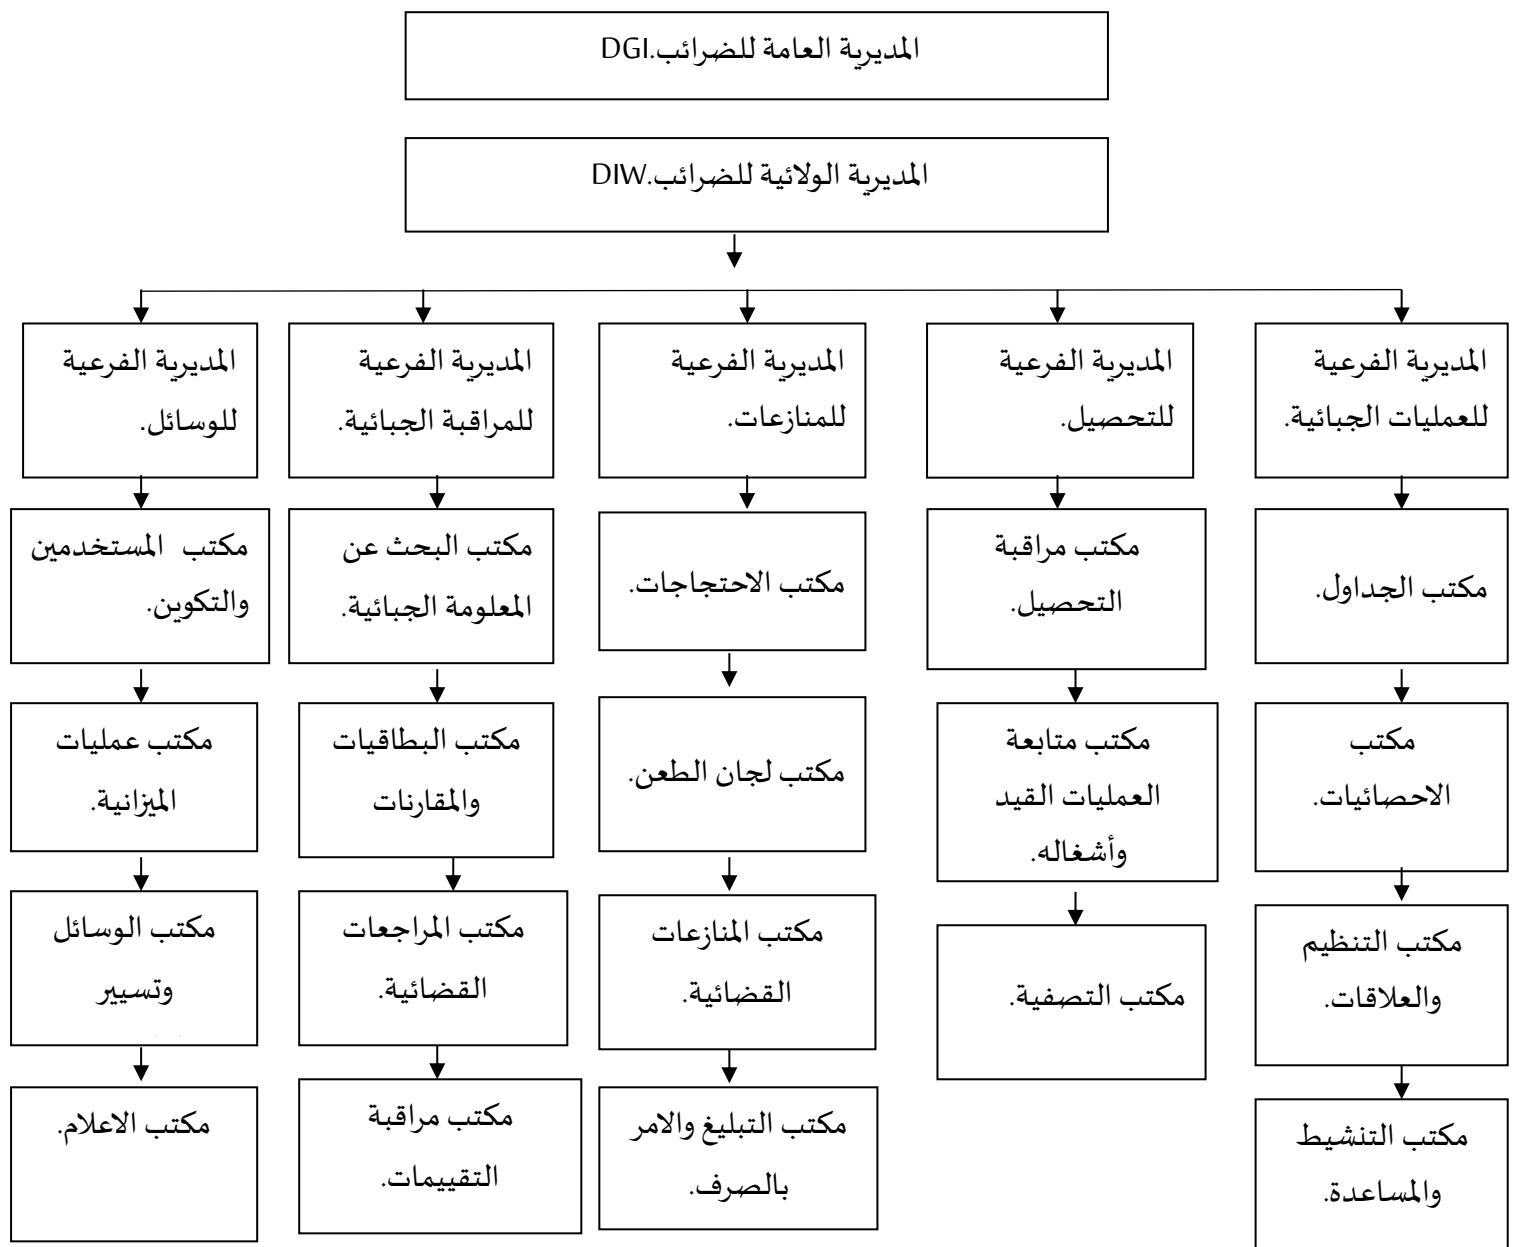 المديرية العامة للضرائب.DGI
المديرية الولائية للضرائب.DIW
المديرية الفرعية
للعمليات الجبائية.
المديرية الفرعية
للتحصيل.
المديرية الفرعية
للمنازعات.
المديرية الفرعية
للمراقبة الجبائية.
المديرية الفرعية
للوسائل.
مكتب الجداول.
مكتب مراقبة
التحصيل.
مكتب الاحتجاجات.
مكتب البحث عن
المعلومة الجبائية.
مكتب المستخدمين
والتكوين.
مكتب
الاحصائيات.
مكتب متابعة
العمليات القيد
وأشغاله.
مكتب لجان الطعن.
مكتب البطاقيات
والمقارنات
مكتب عمليات
الميزانية.
مكتب التنظيم
والعلاقات.
مكتب التصفية.
مكتب المنازعات
القضائية.
مكتب المراجعات
القضائية.
مكتب الوسائل
وتسيير
مكتب التنشيط
والمساعدة.
مكتب التبليغ والامر
بالصرف.
مكتب مراقبة
التقييمات.
مكتب الاعلام.